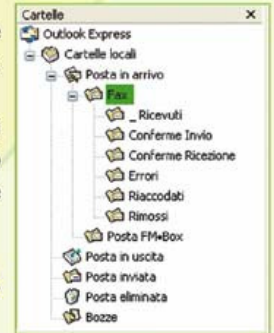 Cartelle
Outlook Express
Cartelle locali
Posta in arrivo
Fax
_ Ricevuti
Conferme Invio
Conferme Ricezione
Errori
Riaccodati
Rimossi
Posta FM•Box
Posta in uscita
Posta inviata
Posta eliminata
Bozze